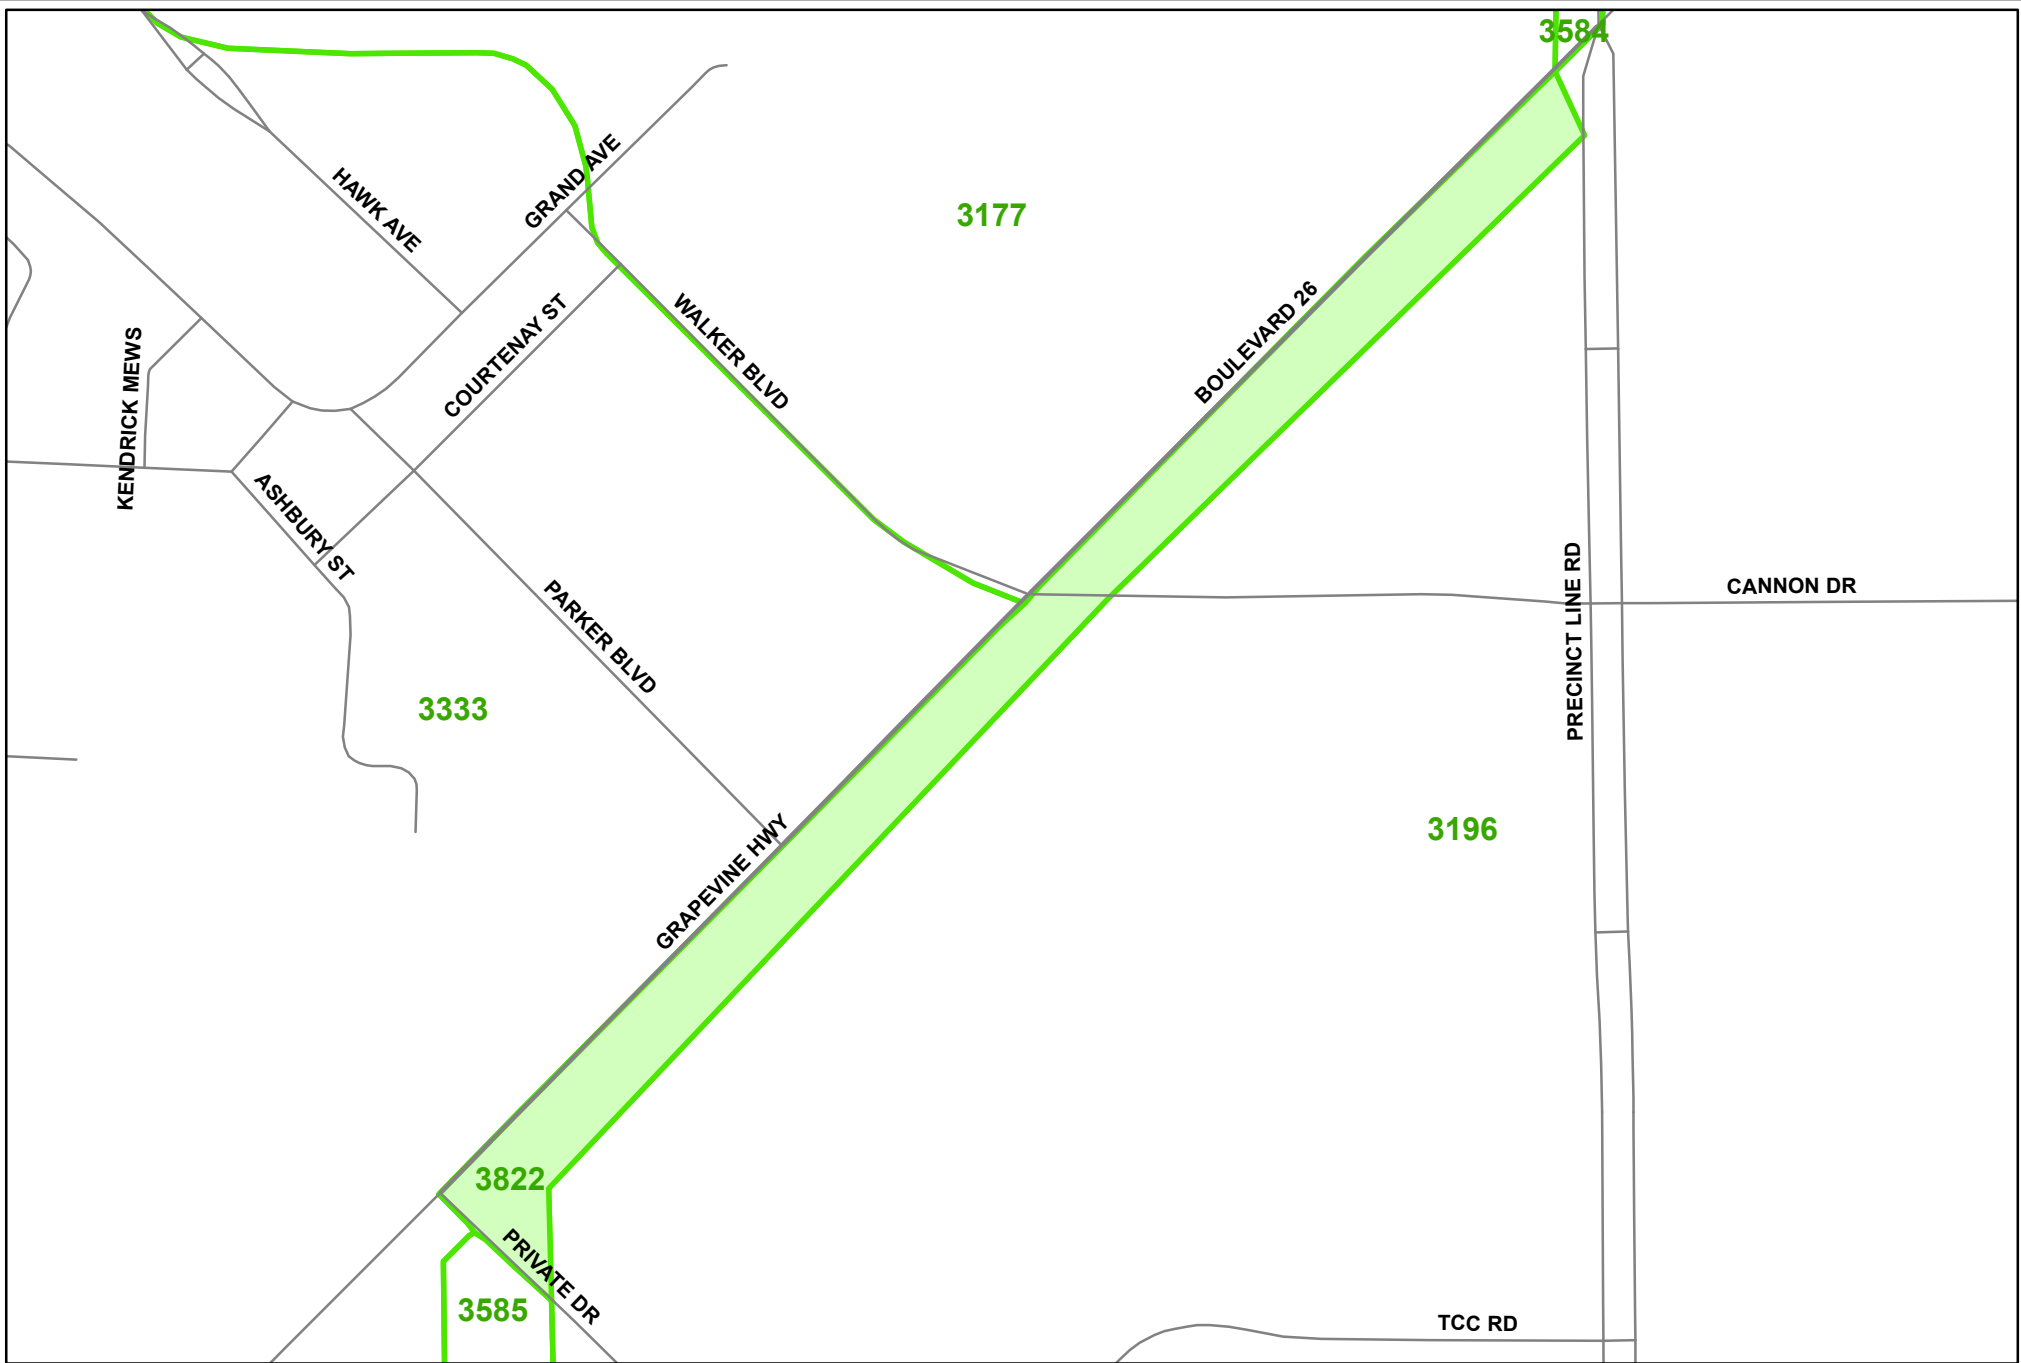 3584
HAWK AVE
GRAND AVE
3177
WALKER BLVD
BOULEVARD 26
COURTENAY ST
KENDRICK MEWS
ASHBURY ST
PARKER BLVD
PRECINCT LINE RD
CANNON DR
3333
GRAPEVINE HWY
3196
3822
PRIVATE DR
3585
TCC RD